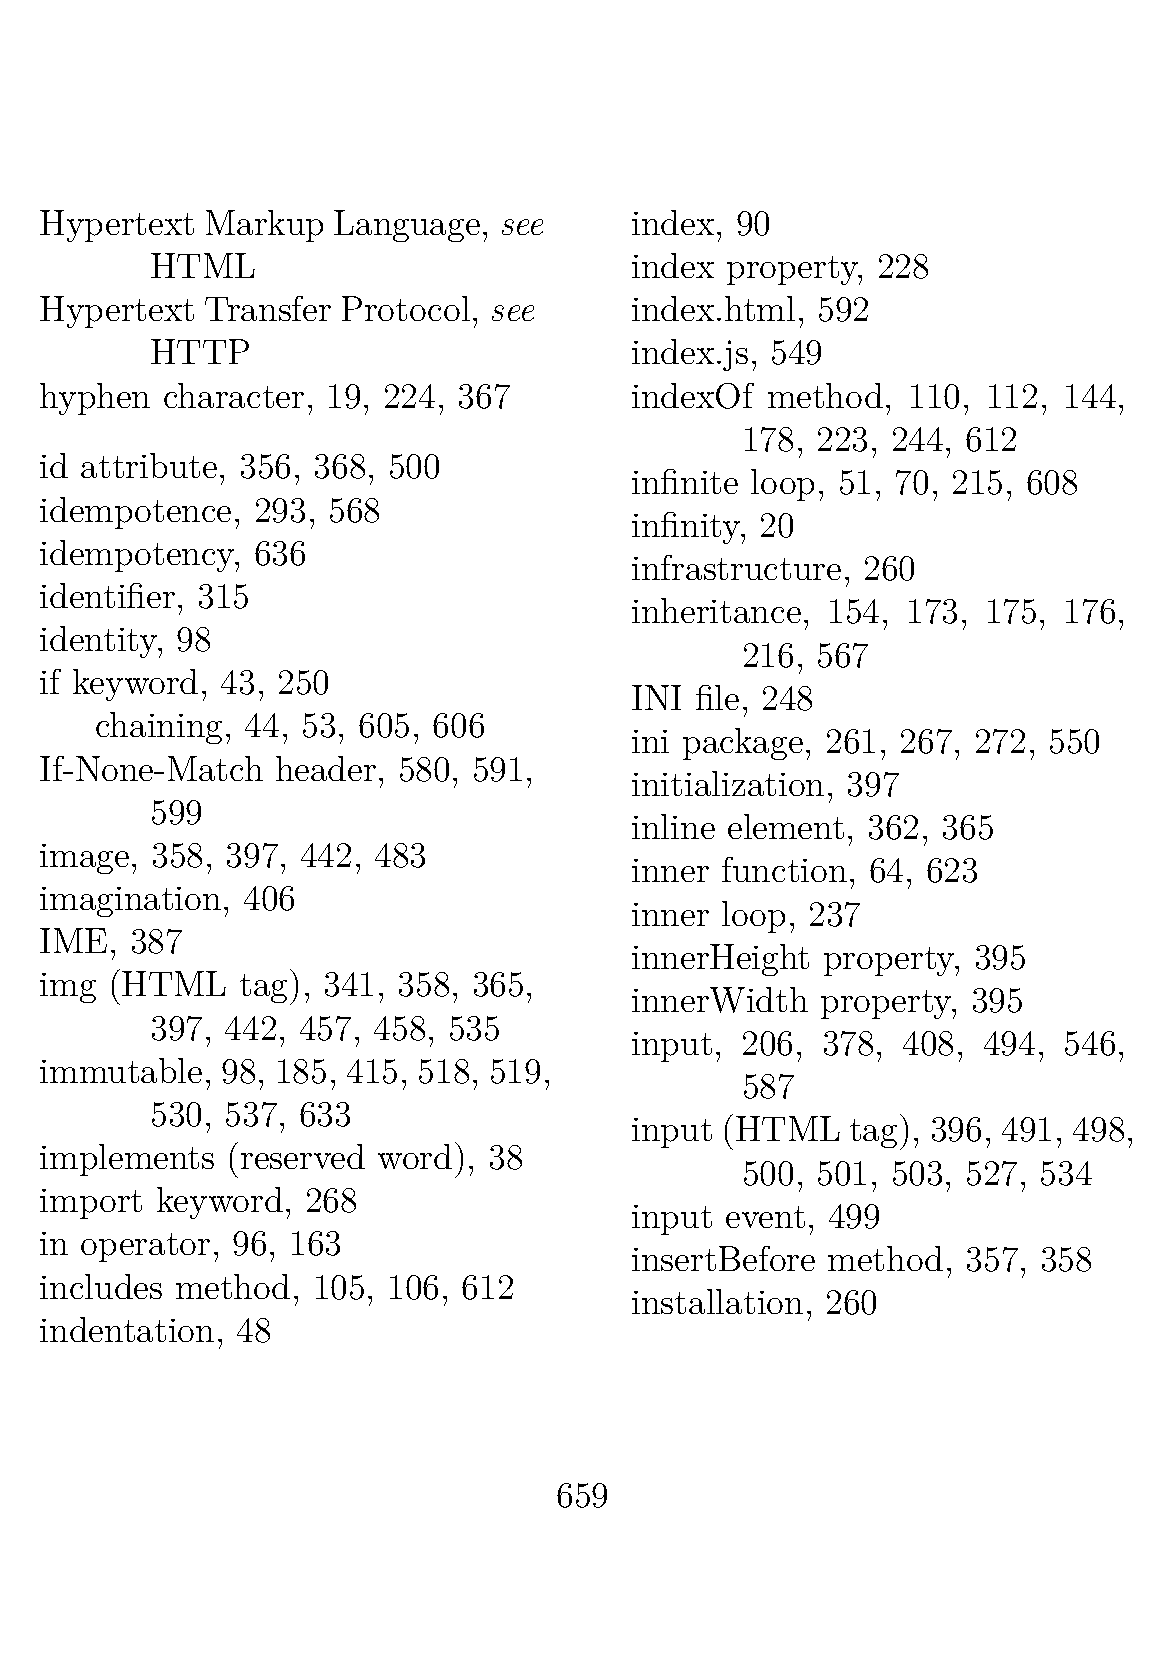 Hypertext Markup Language, see
HTML
Hypertext Transfer Protocol, see
HTTP
hyphen character, 19, 224, 367
id attribute, 356, 368, 500
idempotence, 293, 568
idempotency, 636
identifier, 315
identity, 98
if keyword, 43, 250
chaining, 44, 53, 605, 606
If-None-Match header, 580, 591,
599
image, 358, 397, 442, 483
imagination, 406
IME, 387
img (HTML tag), 341, 358, 365,
397, 442, 457, 458, 535
immutable, 98, 185, 415, 518, 519,
530, 537, 633
implements (reserved word), 38
import keyword, 268
in operator, 96, 163
includes method, 105, 106, 612
indentation, 48
index, 90
index property, 228
index.html, 592
index.js, 549
indexOf method, 110, 112, 144,
178, 223, 244, 612
infinite loop, 51, 70, 215, 608
infinity, 20
infrastructure, 260
inheritance, 154, 173, 175, 176,
216, 567
INI file, 248
ini package, 261, 267, 272, 550
initialization, 397
inline element, 362, 365
inner function, 64, 623
inner loop, 237
innerHeight property, 395
innerWidth property, 395
input, 206, 378, 408, 494, 546,
587
input (HTML tag), 396, 491, 498,
500, 501, 503, 527, 534
input event, 499
insertBefore method, 357, 358
installation, 260
659